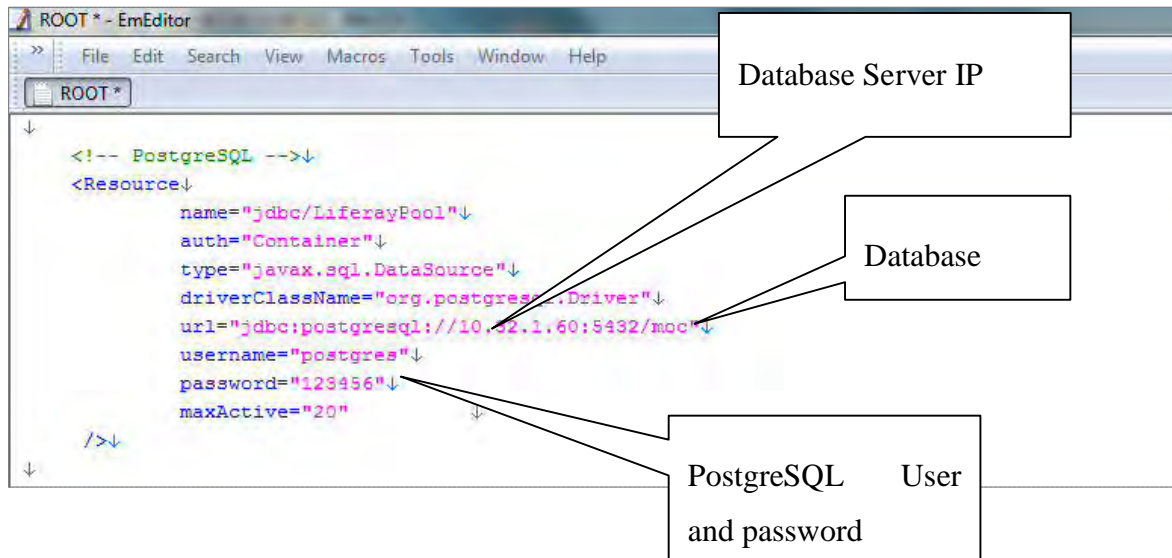 ROOT * - EmEditor
» File Edit Search View Macros Tools Window Help
ROOT *
Database Server IP
↓
<!-- PostgreSQL -->↓
<Resource↓
name="jdbc/LiferayPool"↓
auth="Container"↓
type="javax.sql.DataSource"↓
driverClassName="org.postgresql.Driver"↓
Database
url="jdbc:postgresql://10.32.1.60:5432/moc"↓
username="postgres"↓
password="123456"↓
maxActive="20" ↓
/>↓
↓
PostgreSQL User
and password